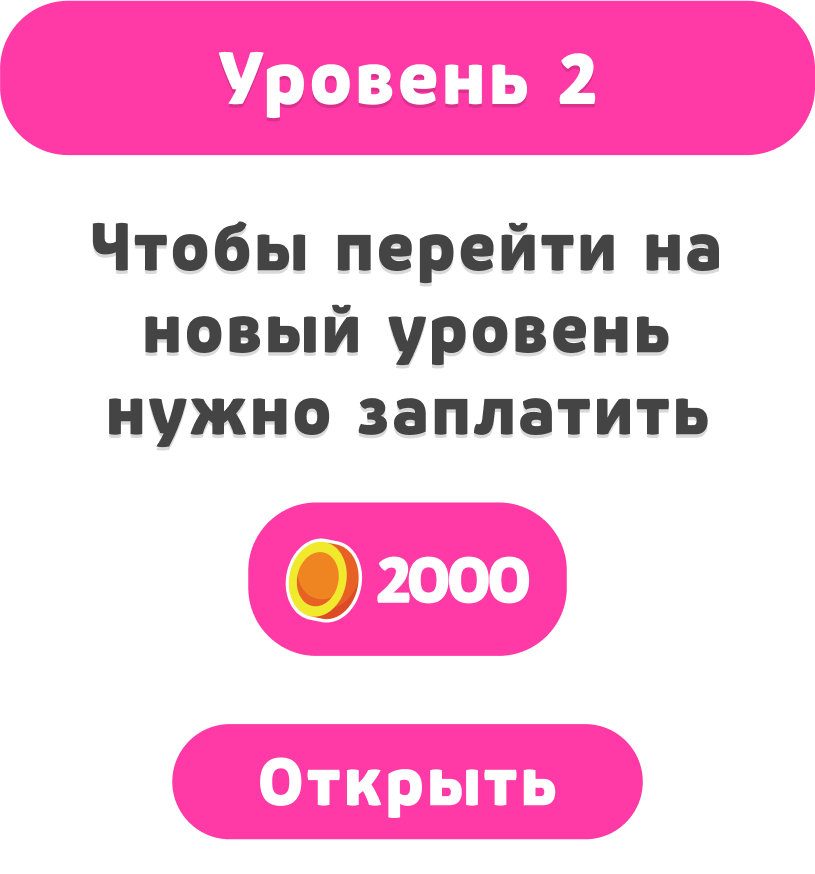 Уровень 2
Чтобы перейти на
новый уровень
нужно заплатить
2000
Открыть